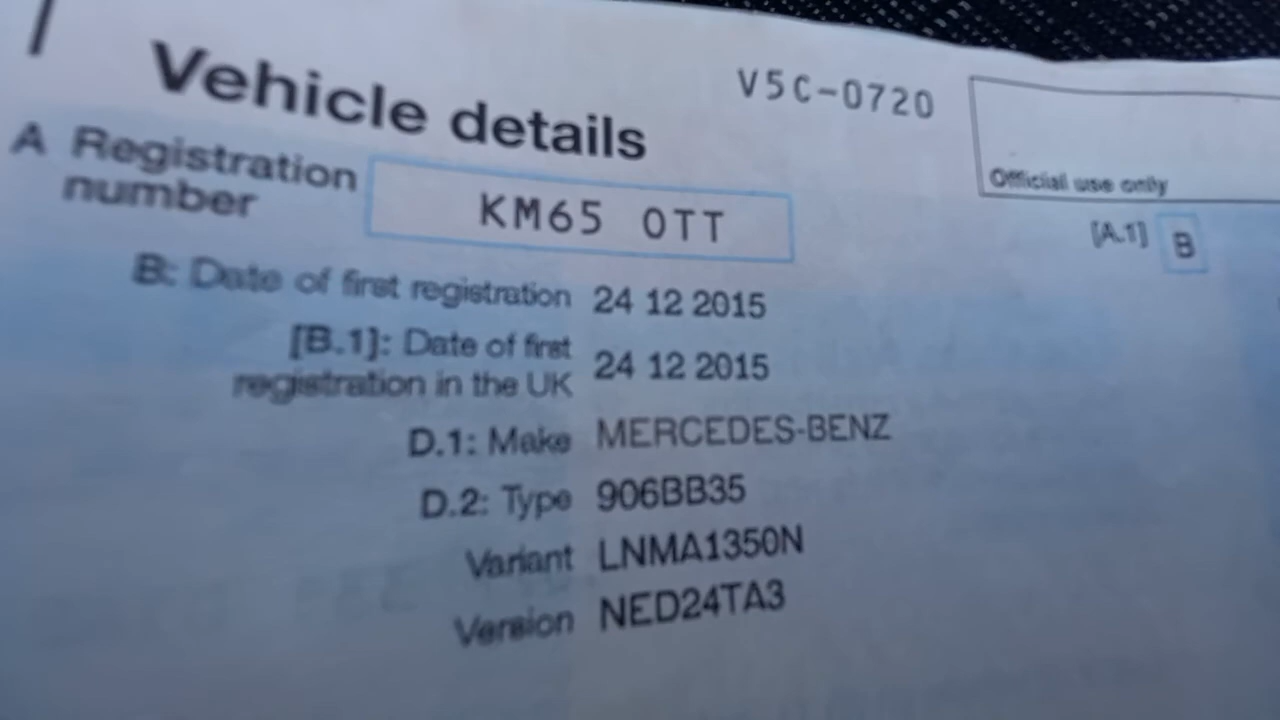 Vehicle details
V5C-0720
Official use only
A Registration
number
KM65 OTT
[A.1] B
B: Date of first registration 24 12 2015
[B.1]: Date of first
registration in the UK 24 12 2015
D.1: Make MERCEDES-BENZ
D.2: Type 906BB35
Variant LNMA1350N
Version NED24TA3